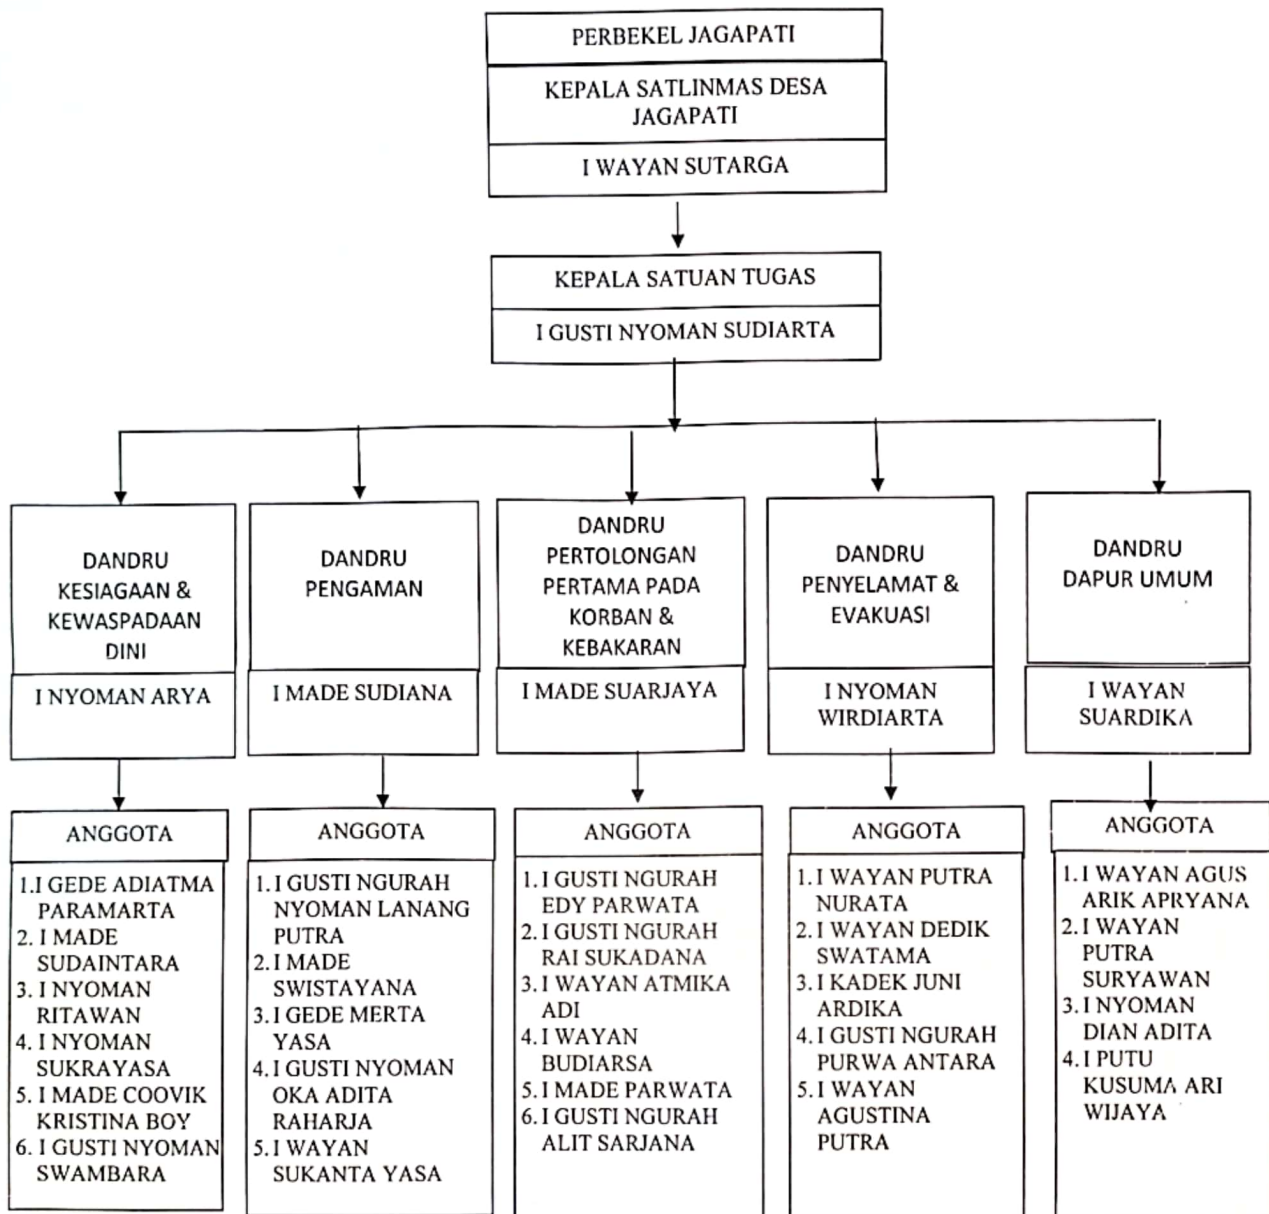 PERBEKEL JAGAPATI
KEPALA SATLINMAS DESA
JAGAPATI
I WAYAN SUTARGA
KEPALA SATUAN TUGAS
I GUSTI NYOMAN SUDIARTA
DANDRU
KESIAGAAN &
KEWASPADAAN
DINI
I NYOMAN ARYA
DANDRU
PENGAMAN
I MADE SUDIANA
DANDRU
PERTOLONGAN
PERTAMA PADA
KORBAN &
KEBAKARAN
I MADE SUARJAYA
DANDRU
PENYELAMAT &
EVAKUASI
I NYOMAN
WIRDIARTA
DANDRU
DAPUR UMUM
I WAYAN
SUARDIKA
ANGGOTA
1.I GEDE ADIATMA
PARAMARTA
2. I MADE
SUDAINTARA
3. I NYOMAN
RITAWAN
4. I NYOMAN
SUKRAYASA
5. I MADE COOVIK
KRISTINA BOY
6. I GUSTI NYOMAN
SWAMBARA
ANGGOTA
1. I GUSTI NGURAH
NYOMAN LANANG
PUTRA
2. I MADE
SWISTAYANA
3. I GEDE MERTA
YASA
4. I GUSTI NYOMAN
OKA ADITA
RAHARJA
5. I WAYAN
SUKANTA YASA
ANGGOTA
1. I GUSTI NGURAH
EDY PARWATA
2. I GUSTI NGURAH
RAI SUKADANA
3. I WAYAN ATMIKA
ADI
4. I WAYAN
BUDIARSA
5. I MADE PARWATA
6. I GUSTI NGURAH
ALIT SARJANA
ANGGOTA
1. I WAYAN PUTRA
NURATA
2. I WAYAN DEDIK
SWATAMA
3. I KADEK JUNI
ARDIKA
4. I GUSTI NGURAH
PURWA ANTARA
5. I WAYAN
AGUSTINA
PUTRA
ANGGOTA
1. I WAYAN AGUS
ARIK APRYANA
2. I WAYAN
PUTRA
SURYAWAN
3. I NYOMAN
DIAN ADITA
4. I PUTU
KUSUMA ARI
WIJAYA